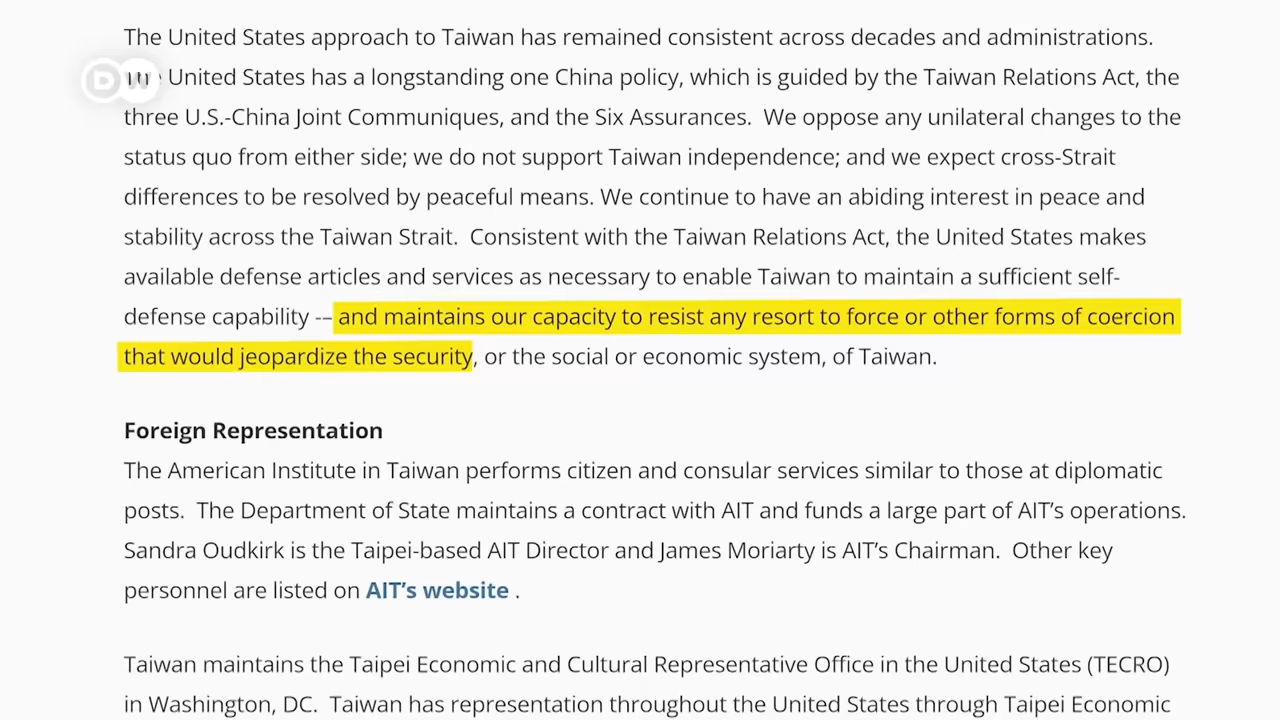 The United States approach to Taiwan has remained consistent across decades and administrations.
DW United States has a longstanding one China policy, which is guided by the Taiwan Relations Act, the
three U.S.-China Joint Communiques, and the Six Assurances.  We oppose any unilateral changes to the
status quo from either side; we do not support Taiwan independence; and we expect cross-Strait
differences to be resolved by peaceful means. We continue to have an abiding interest in peace and
stability across the Taiwan Strait.  Consistent with the Taiwan Relations Act, the United States makes
available defense articles and services as necessary to enable Taiwan to maintain a sufficient self-
defense capability -– and maintains our capacity to resist any resort to force or other forms of coercion
that would jeopardize the security, or the social or economic system, of Taiwan.
Foreign Representation
The American Institute in Taiwan performs citizen and consular services similar to those at diplomatic
posts.  The Department of State maintains a contract with AIT and funds a large part of AIT’s operations.
Sandra Oudkirk is the Taipei-based AIT Director and James Moriarty is AIT’s Chairman.  Other key
personnel are listed on AIT’s website .
Taiwan maintains the Taipei Economic and Cultural Representative Office in the United States (TECRO)
in Washington, DC.  Taiwan has representation throughout the United States through Taipei Economic